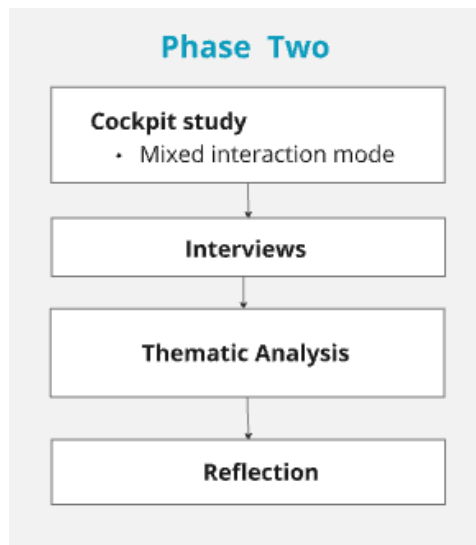 Phase Two
Cockpit study
• Mixed interaction mode
Interviews
Thematic Analysis
Reflection